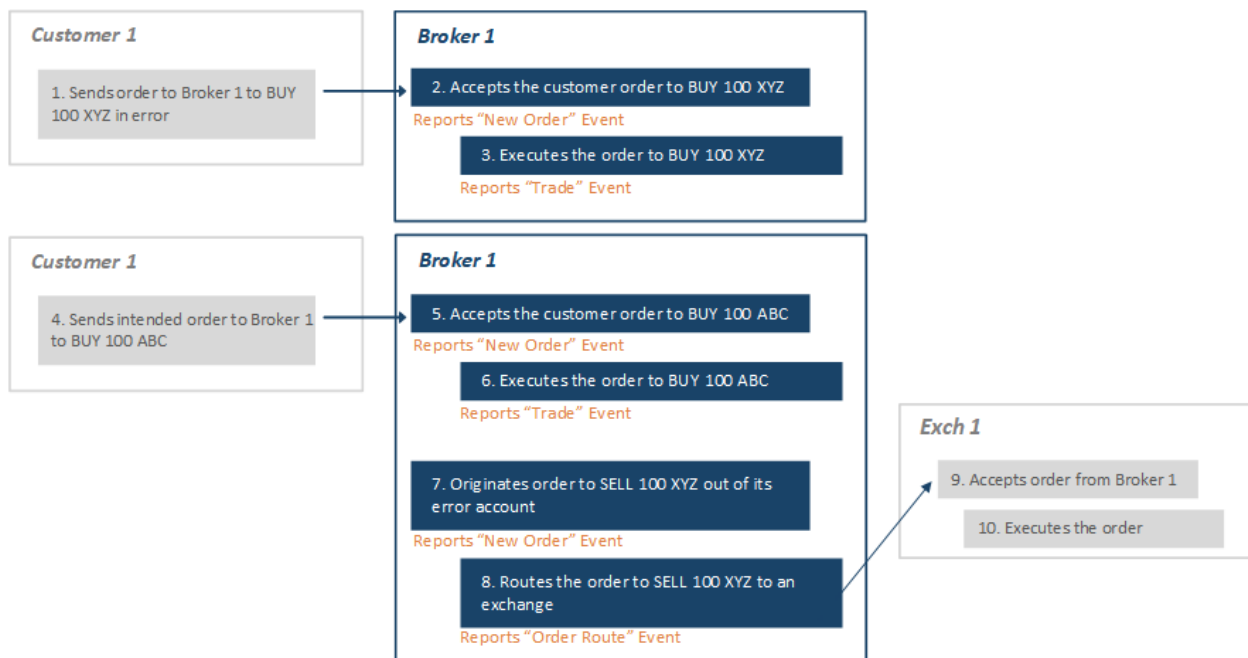 Customer 1
1. Sends order to Broker 1 to BUY
100 XYZ in error
Broker 1
2. Accepts the customer order to BUY 100 XYZ
Reports “New Order” Event
3. Executes the order to BUY 100 XYZ
Reports “Trade” Event
Customer 1
4. Sends intended order to Broker 1
to BUY 100 ABC
Broker 1
5. Accepts the customer order to BUY 100 ABC
Reports “New Order” Event
6. Executes the order to BUY 100 ABC
Reports “Trade” Event
7. Originates order to SELL 100 XYZ out of its
error account
Reports “New Order” Event
8. Routes the order to SELL 100 XYZ to an
exchange
Reports “Order Route” Event
Exch 1
9. Accepts order from Broker 1
10. Executes the order